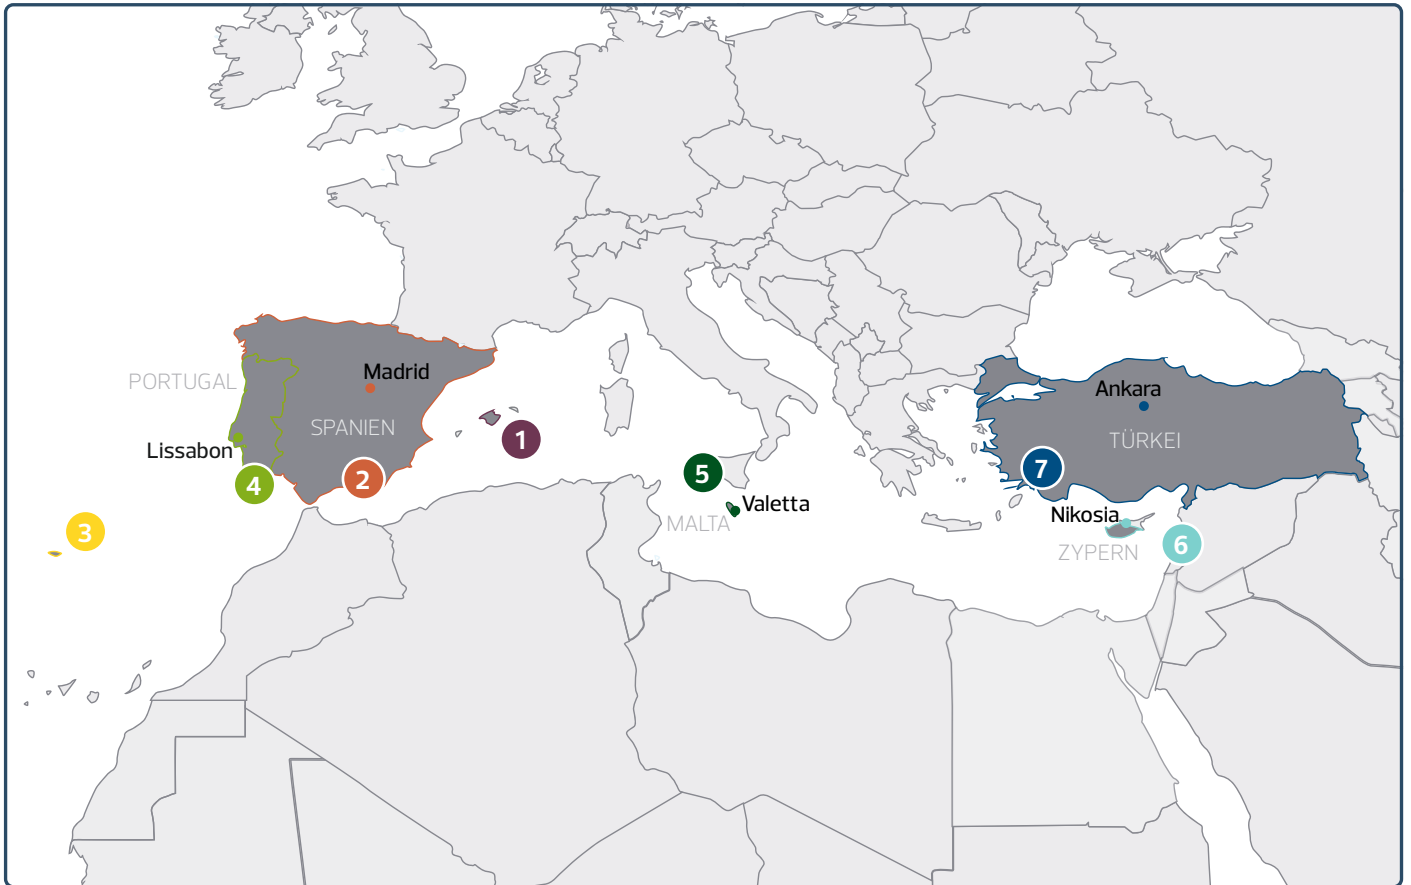 Madrid
PORTUGAL
Ankara
SPANIEN
1
TÜRKEI
Lissabon
7
5
2
4
Valetta
Nikosia
MALTA
3
6
ZYPERN